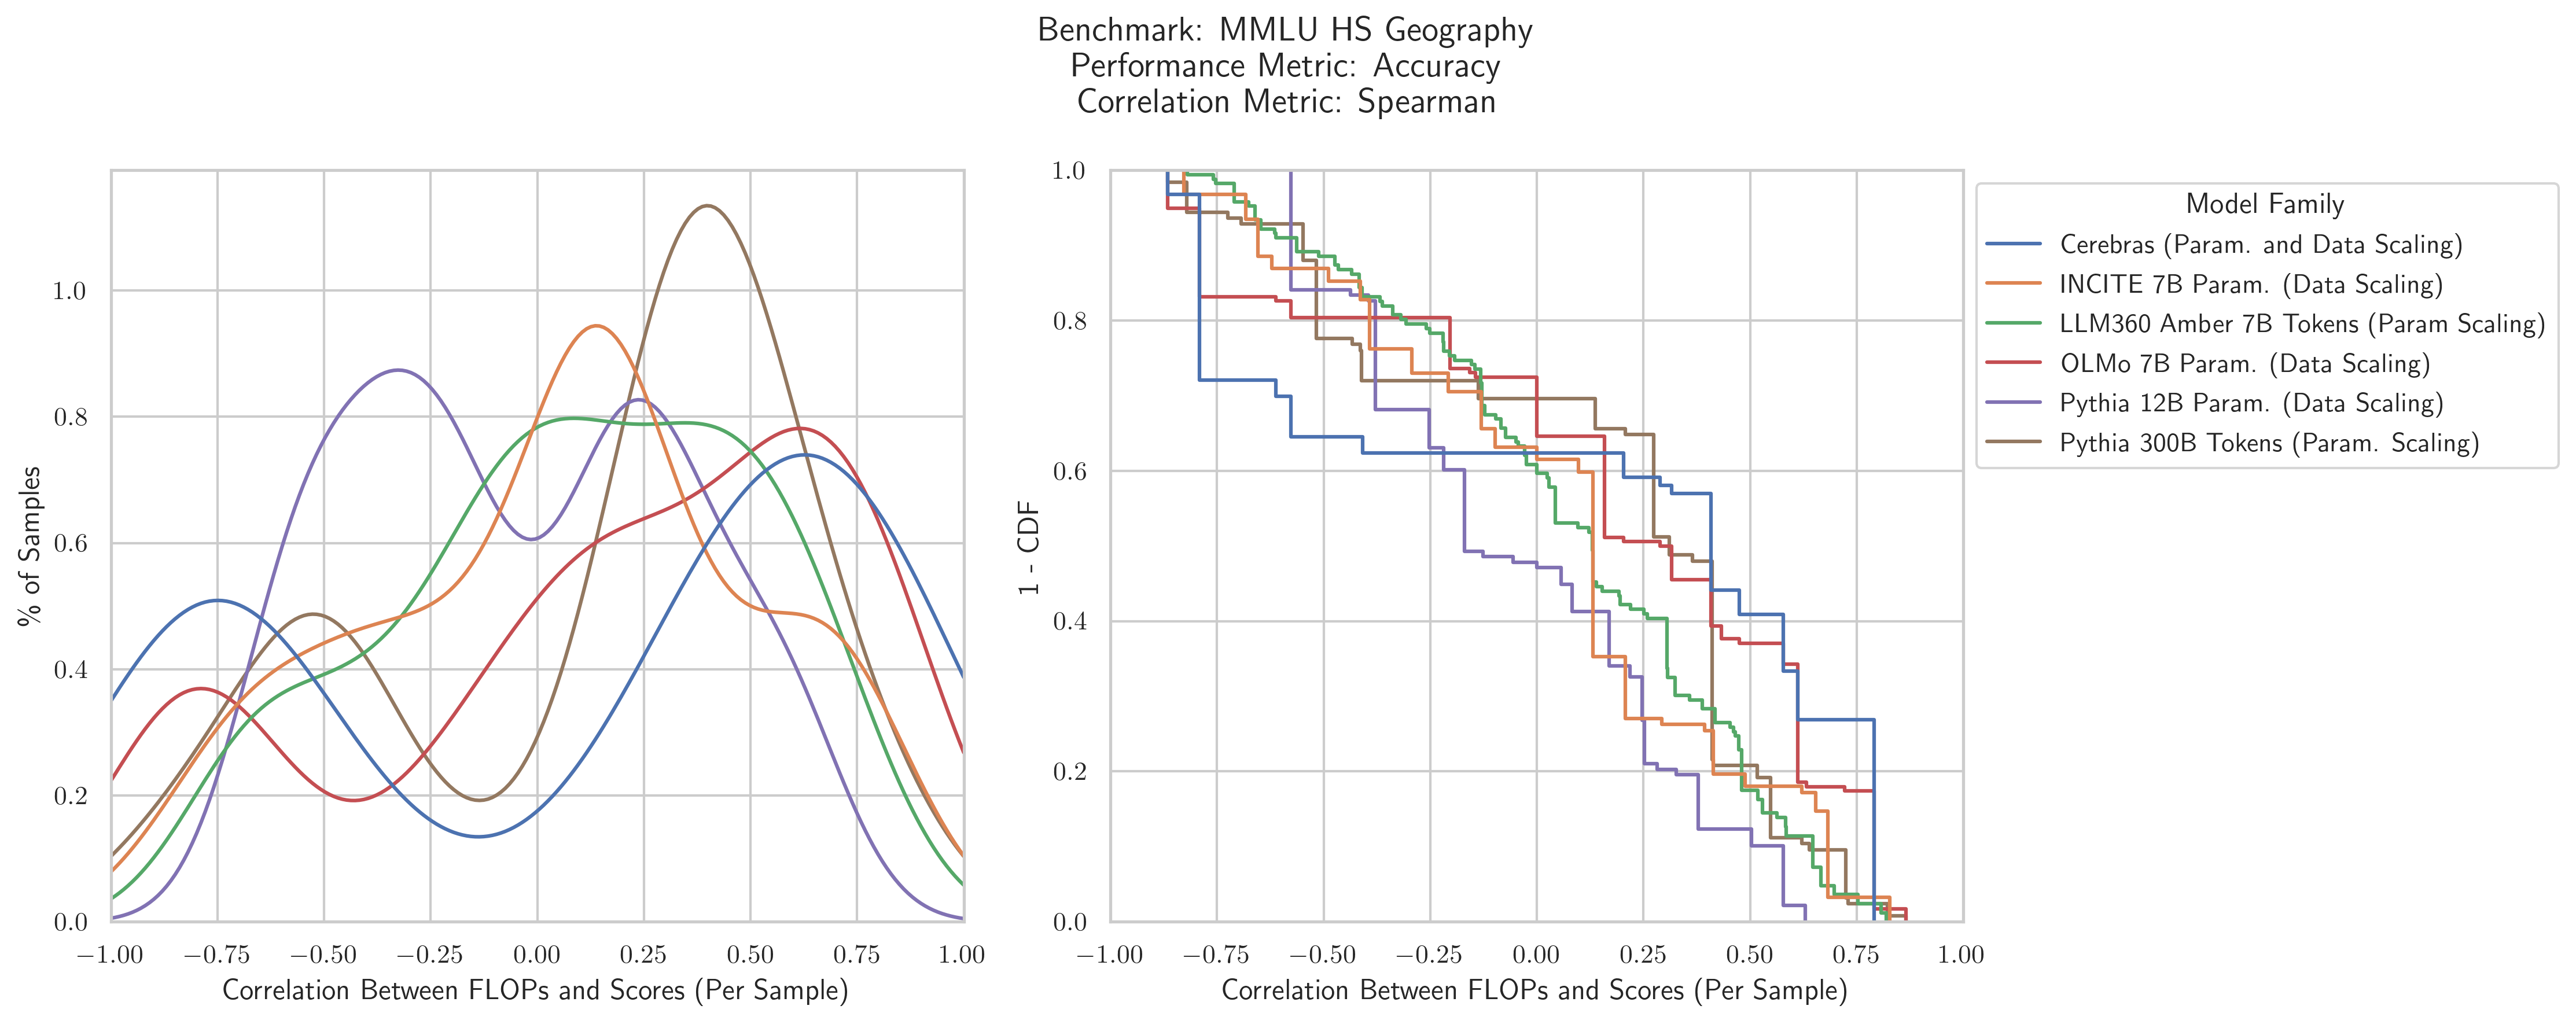 Benchmark: MMLU HS Geography
Performance Metric: Accuracy
Correlation Metric: Spearman
% of Samples
1.0
0.8
0.6
0.4
0.2
0.0
−1.00 −0.75 −0.50 −0.25 0.00 0.25 0.50 0.75 1.00
Correlation Between FLOPs and Scores (Per Sample)
1 - CDF
1.0
0.8
0.6
0.4
0.2
0.0
−1.00 −0.75 −0.50 −0.25 0.00 0.25 0.50 0.75 1.00
Correlation Between FLOPs and Scores (Per Sample)
Model Family
Cerebras (Param. and Data Scaling)
INCITE 7B Param. (Data Scaling)
LLM360 Amber 7B Tokens (Param Scaling)
OLMo 7B Param. (Data Scaling)
Pythia 12B Param. (Data Scaling)
Pythia 300B Tokens (Param. Scaling)